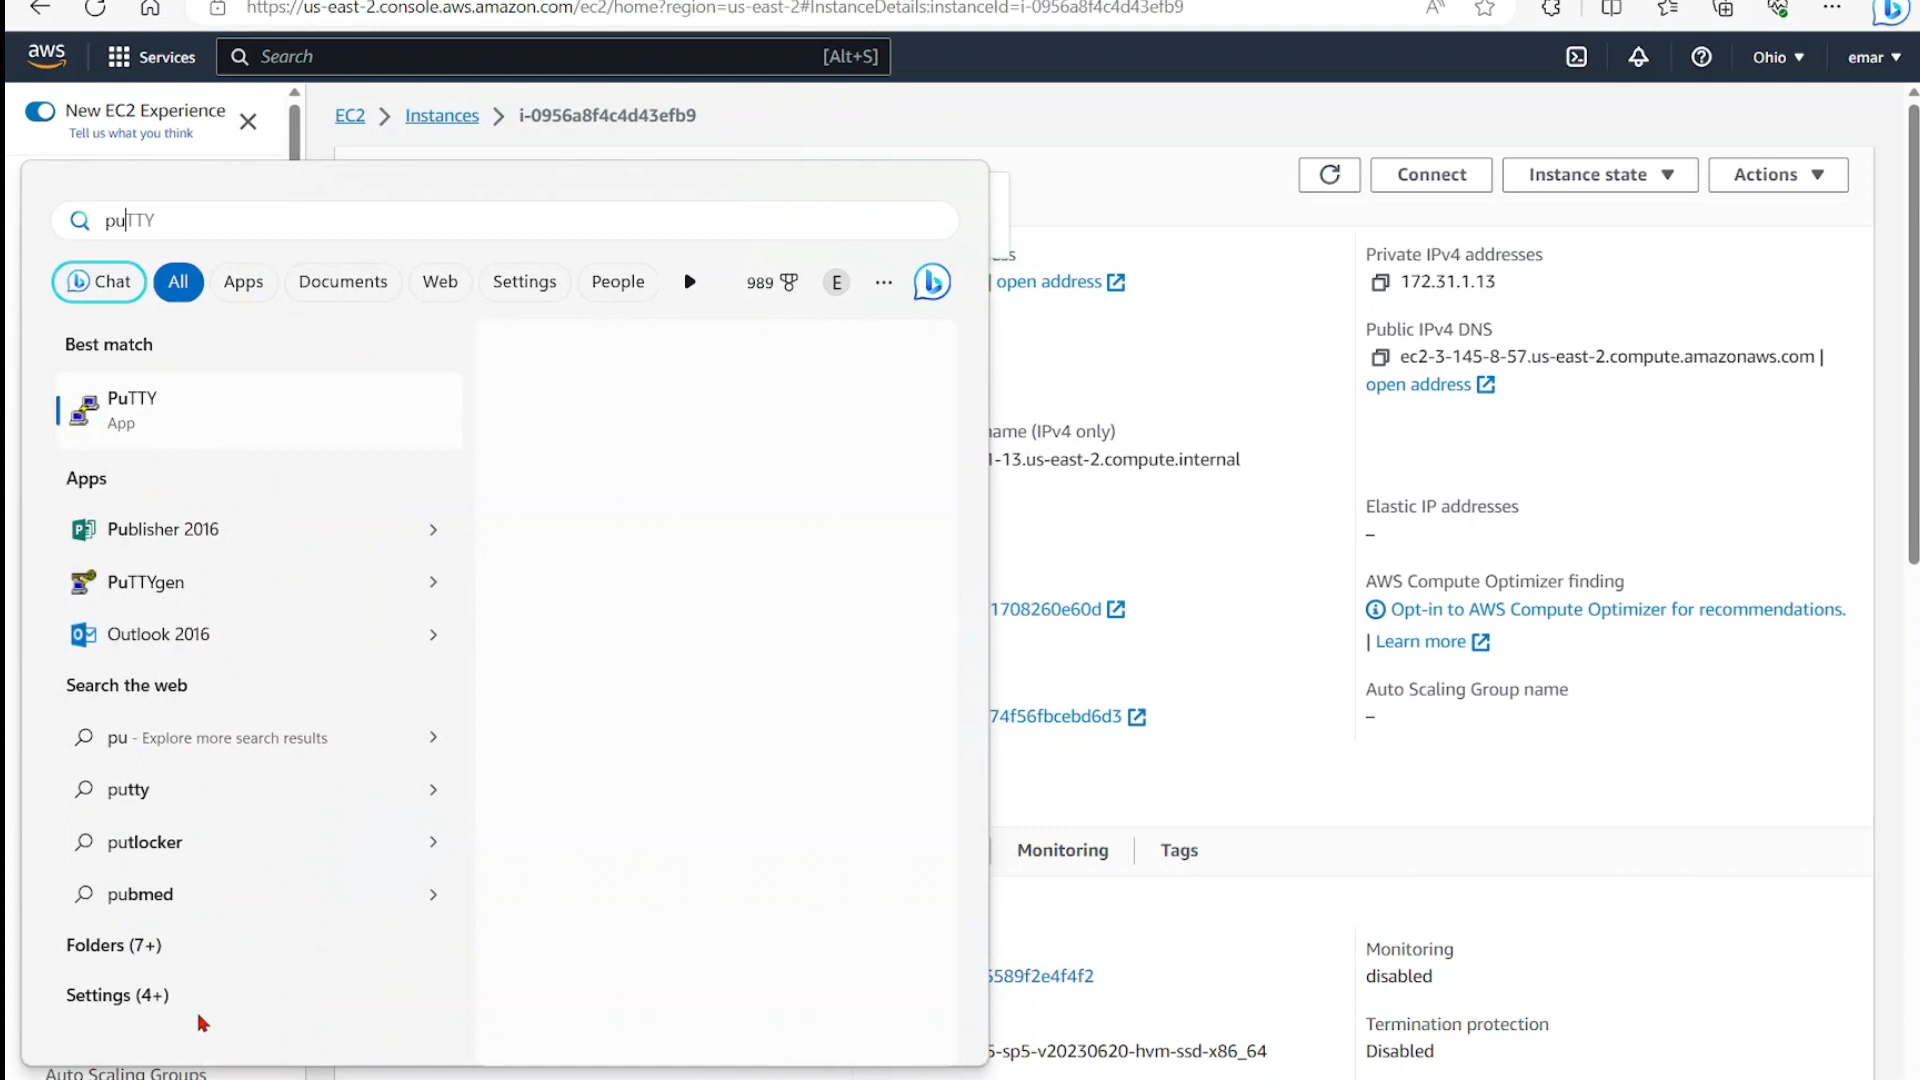 https://us-east-2.console.aws.amazon.com/ec2/home?region=us-east-2#InstanceDetails:instanceId=i-0956a8f4c4d43efb9
aws
Services
Search
[Alt+S]
Ohio
emar
New EC2 Experience
Tell us what you think
EC2
Instances
i-0956a8f4c4d43efb9
Connect
Instance state
Actions
puTTY
Chat
All
Apps
Documents
Web
Settings
People
989
E
Best match
PuTTY
App
Apps
Publisher 2016
PuTTYgen
Outlook 2016
Search the web
pu - Explore more search results
putty
putlocker
pubmed
Folders (7+)
Settings (4+)
Auto Scaling Groups
| open address
name (IPv4 only)
1-13.us-east-2.compute.internal
1708260e60d
74f56fbcebd6d3
Private IPv4 addresses
172.31.1.13
Public IPv4 DNS
ec2-3-145-8-57.us-east-2.compute.amazonaws.com |
open address
Elastic IP addresses
–
AWS Compute Optimizer finding
Opt-in to AWS Compute Optimizer for recommendations.
| Learn more
Auto Scaling Group name
–
Monitoring
Tags
5589f2e4f4f2
5-sp5-v20230620-hvm-ssd-x86_64
Monitoring
disabled
Termination protection
Disabled